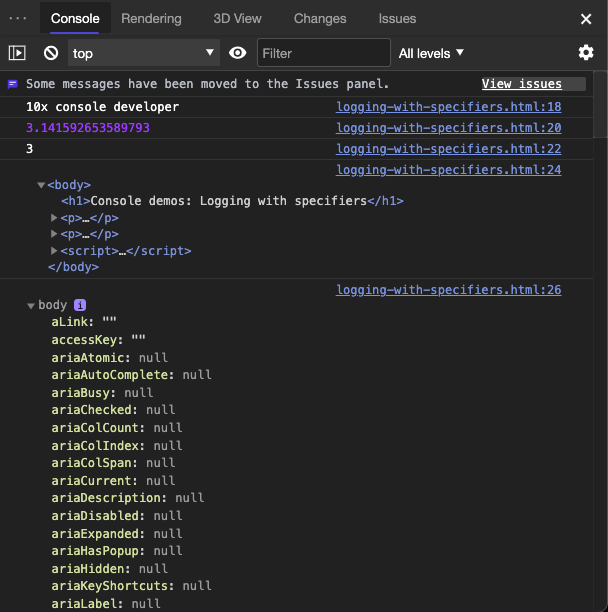 Console Rendering 3D View Changes Issues
top Filter All levels
Some messages have been moved to the Issues panel. View issues
10x console developer logging-with-specifiers.html:18
3.141592653589793 logging-with-specifiers.html:20
3 logging-with-specifiers.html:22
logging-with-specifiers.html:24
<body>
<h1>Console demos: Logging with specifiers</h1>
<p>…</p>
<p>…</p>
<script>…</script>
</body>
logging-with-specifiers.html:26
body i
aLink: ""
accessKey: ""
ariaAtomic: null
ariaAutoComplete: null
ariaBusy: null
ariaChecked: null
ariaColCount: null
ariaColIndex: null
ariaColSpan: null
ariaCurrent: null
ariaDescription: null
ariaDisabled: null
ariaExpanded: null
ariaHasPopup: null
ariaHidden: null
ariaKeyShortcuts: null
ariaLabel: null